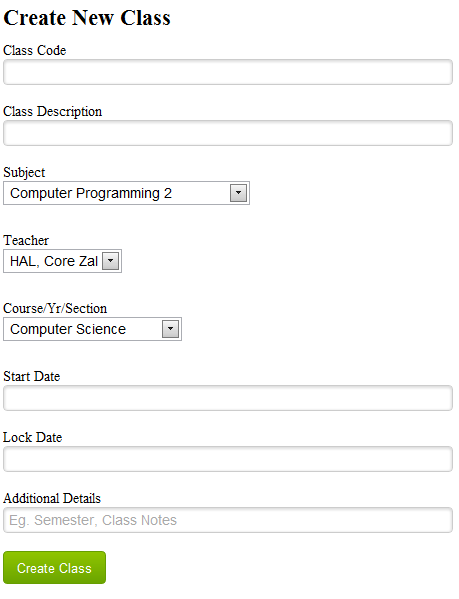 Create New Class
Class Code
Class Description
Subject
Computer Programming 2
Teacher
HAL, Core Zal
Course/Yr/Section
Computer Science
Start Date
Lock Date
Additional Details
Eg. Semester, Class Notes
Create Class